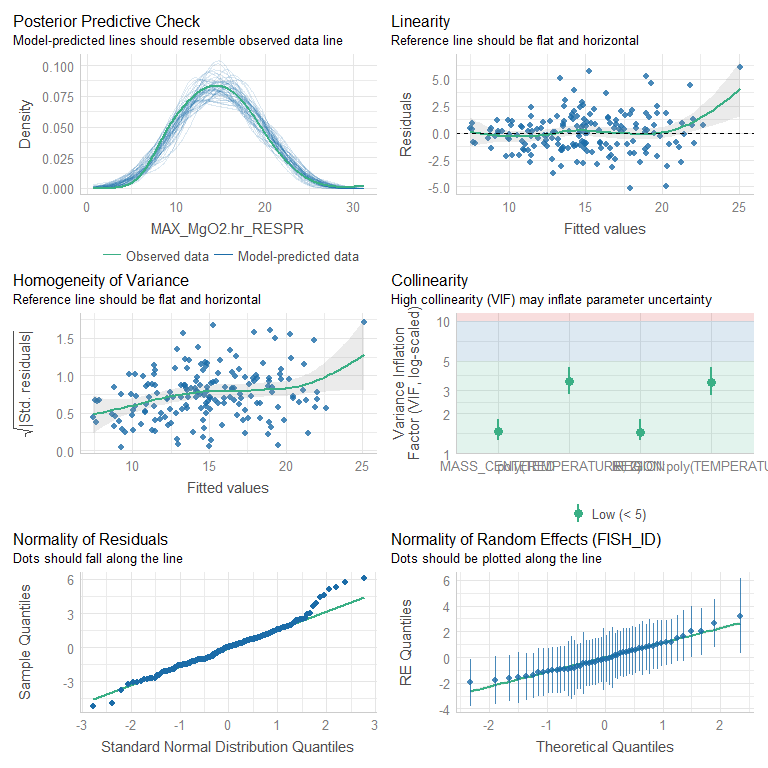 Posterior Predictive Check
Model-predicted lines should resemble observed data line
0.100
0.075
0.050
0.025
0.000
Density
0 10 20 30
MAX_MgO2.hr_RESPR
Observed data Model-predicted data
Linearity
Reference line should be flat and horizontal
5.0
2.5
0.0
-2.5
-5.0
Residuals
10 15 20 25
Fitted values
Homogeneity of Variance
Reference line should be flat and horizontal
1.5
1.0
0.5
0.0
√|Std. residuals|
10 15 20 25
Fitted values
Collinearity
High collinearity (VIF) may inflate parameter uncertainty
10
5
3
2
1
Variance Inflation
Factor (VIF, log-scaled)
Low (< 5)
Normality of Residuals
Dots should fall along the line
6
3
0
-3
Sample Quantiles
-3 -2 -1 0 1 2 3
Standard Normal Distribution Quantiles
Normality of Random Effects (FISH_ID)
Dots should be plotted along the line
6
4
2
0
-2
-4
RE Quantiles
-2 -1 0 1 2
Theoretical Quantiles